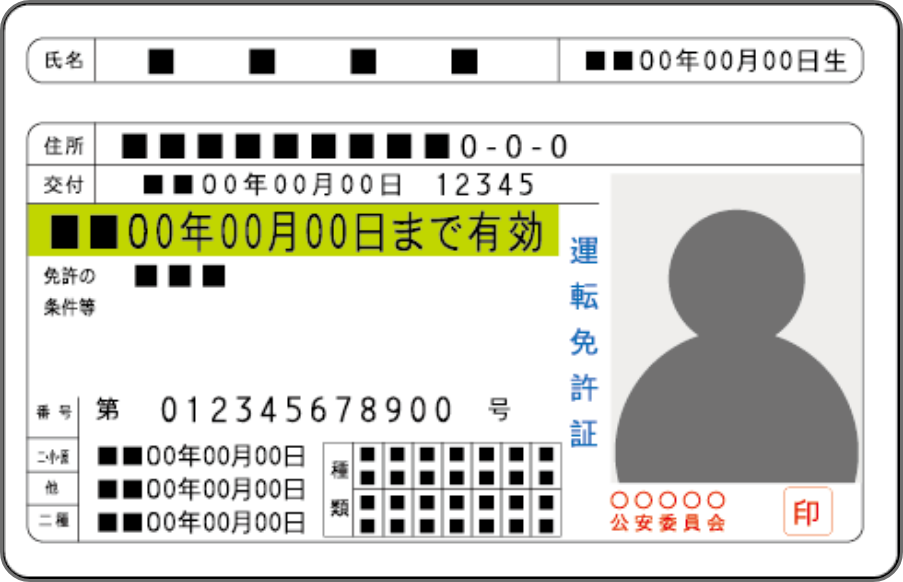 氏名 ■ ■ ■ ■ ■■00年00月00日生
住所 ■■■■■■■■■0-0-0
交付 ■■00年00月00日 12345
■■00年00月00日まで有効
免許の ■■■
条件等
運転免許証
番号 第 012345678900 号
二・小・原 ■■00年00月00日
他 ■■00年00月00日
二種 ■■00年00月00日
種類 ■■■■■■■
■■■■■■■
■■■■■■■
■■■■■■■
○○○○○
公安委員会
印